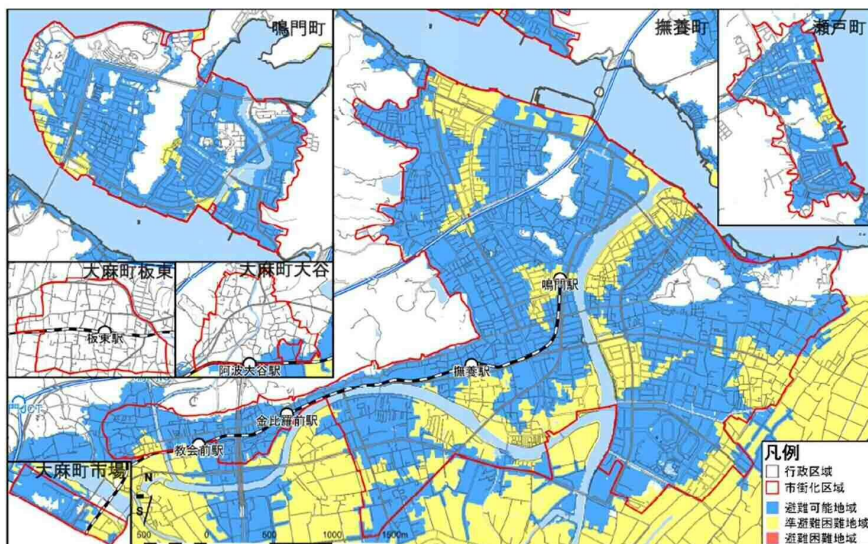 鳴門町
撫養町
瀬戸町
大麻町板東
大麻町大谷
板東駅
阿波大谷駅
鳴門駅
撫養駅
金比羅前駅
教会前駅
大麻町市場
N
S
500
0
500
1500m
凡例
行政区域
市街化区域
避難可能地域
準避難困難地域
避難困難地域